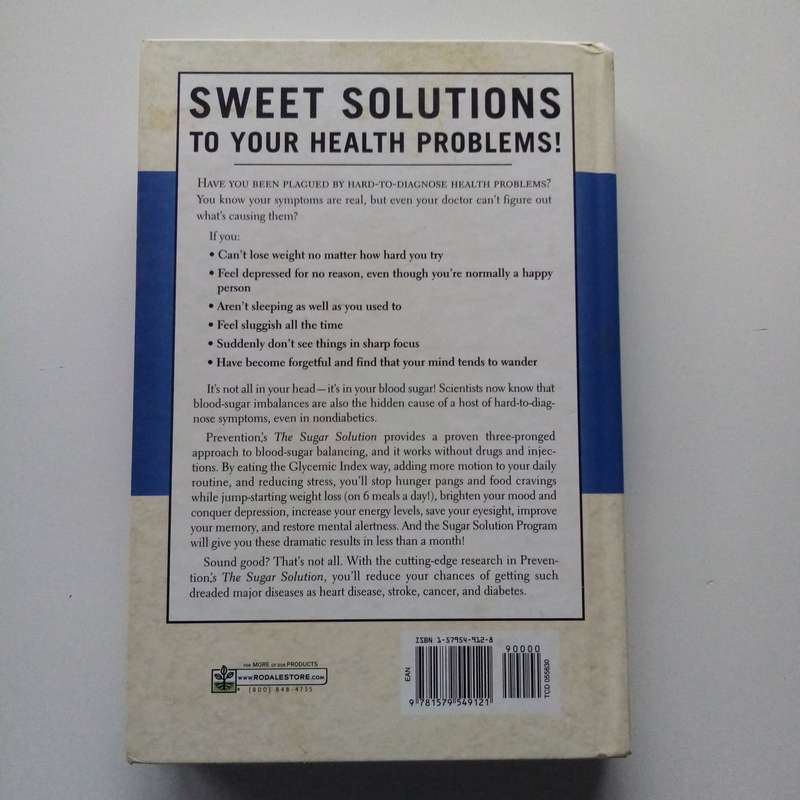 SWEET SOLUTIONS
TO YOUR HEALTH PROBLEMS!
HAVE YOU BEEN PLAGUED BY HARD-TO-DIAGNOSE HEALTH PROBLEMS?
You know your symptoms are real, but even your doctor can't figure out
what's causing them?
If you:
• Can't lose weight no matter how hard you try
• Feel depressed for no reason, even though you're normally a happy
person
• Aren't sleeping as well as you used to
• Feel sluggish all the time
• Suddenly don't see things in sharp focus
• Have become forgetful and find that your mind tends to wander
It's not all in your head—it's in your blood sugar! Scientists now know that
blood-sugar imbalances are also the hidden cause of a host of hard-to-diag-
nose symptoms, even in nondiabetics.
Prevention,'s The Sugar Solution provides a proven three-pronged
approach to blood-sugar balancing, and it works without drugs and injec-
tions. By eating the Glycemic Index way, adding more motion to your daily
routine, and reducing stress, you'll stop hunger pangs and food cravings
while jump-starting weight loss (on 6 meals a day!), brighten your mood and
conquer depression, increase your energy levels, save your eyesight, improve
your memory, and restore mental alertness. And the Sugar Solution Program
will give you these dramatic results in less than a month!
Sound good? That's not all. With the cutting-edge research in Preven-
tion,'s The Sugar Solution, you'll reduce your chances of getting such
dreaded major diseases as heart disease, stroke, cancer, and diabetes.
FOR MORE OF OUR PRODUCTS
WWW.RODALESTORE.COM
(800) 848-4735
ISBN 1-57954-912-8
90000
EAN
9 781579 549121
TCD 055630